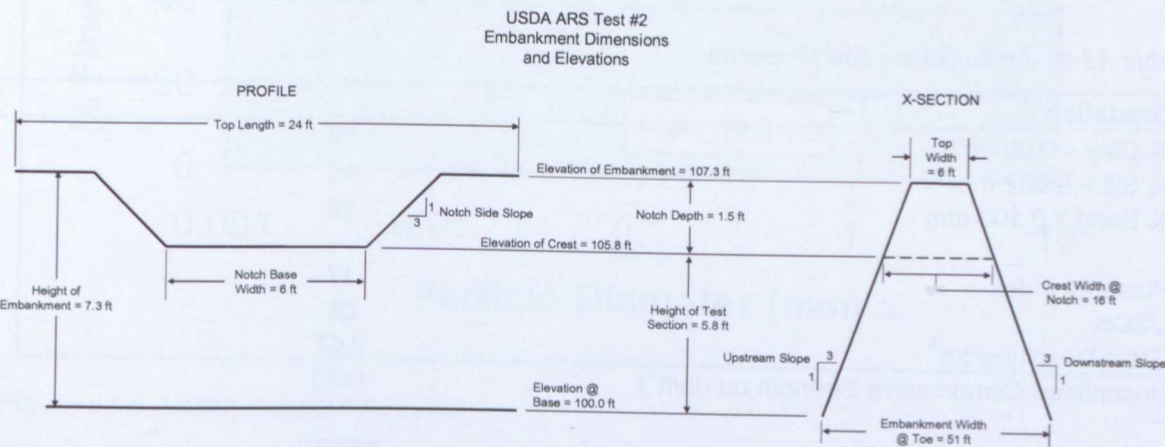 USDA ARS Test #2
Embankment Dimensions
and Elevations
PROFILE
Top Length = 24 ft
Height of
Embankment = 7.3 ft
Notch Base
Width = 6 ft
1
3
Notch Side Slope
Elevation of Embankment = 107.3 ft
Notch Depth = 1.5 ft
Elevation of Crest = 105.8 ft
Height of Test
Section = 5.8 ft
Elevation @
Base = 100.0 ft
X-SECTION
Top
Width
= 6 ft
Crest Width @
Notch = 16 ft
Upstream Slope
3
1
3
1
Downstream Slope
Embankment Width
@ Toe = 51 ft